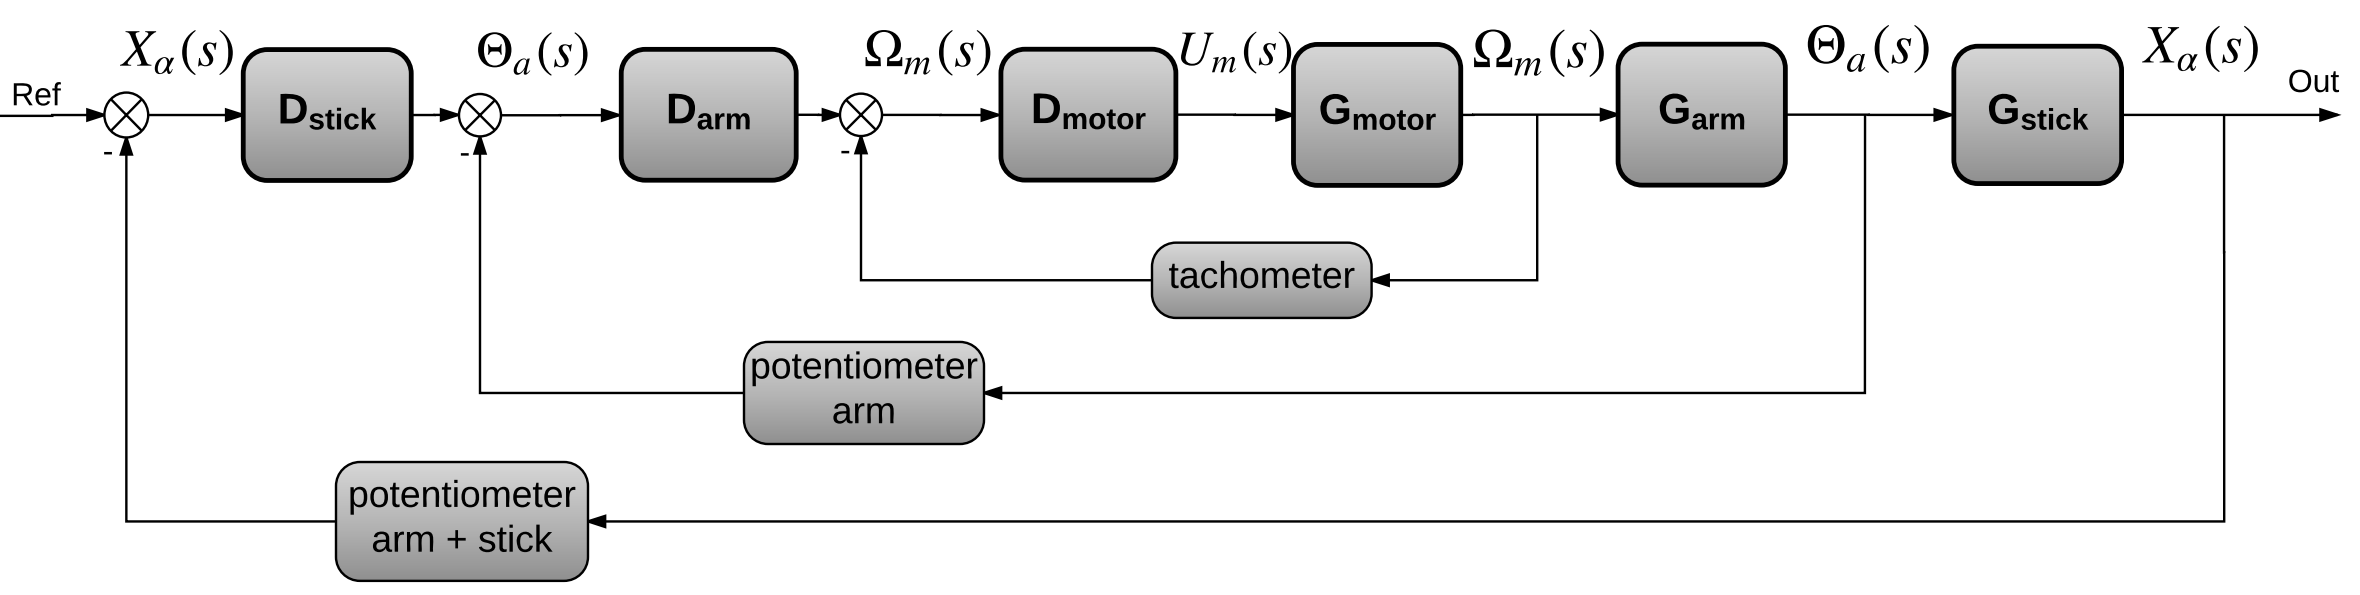 Ref
Xα(s)
Dstick
Θa(s)
Darm
Ωm(s)
Dmotor
Um(s)
Gmotor
Ωm(s)
Garm
Θa(s)
Gstick
Xα(s)
Out
-
-
-
tachometer
potentiometer
arm
potentiometer
arm + stick